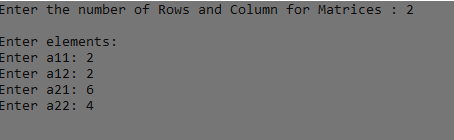 Enter the number of Rows and Column for Matrices : 2
Enter elements:
Enter a11: 2
Enter a12: 2
Enter a21: 6
Enter a22: 4